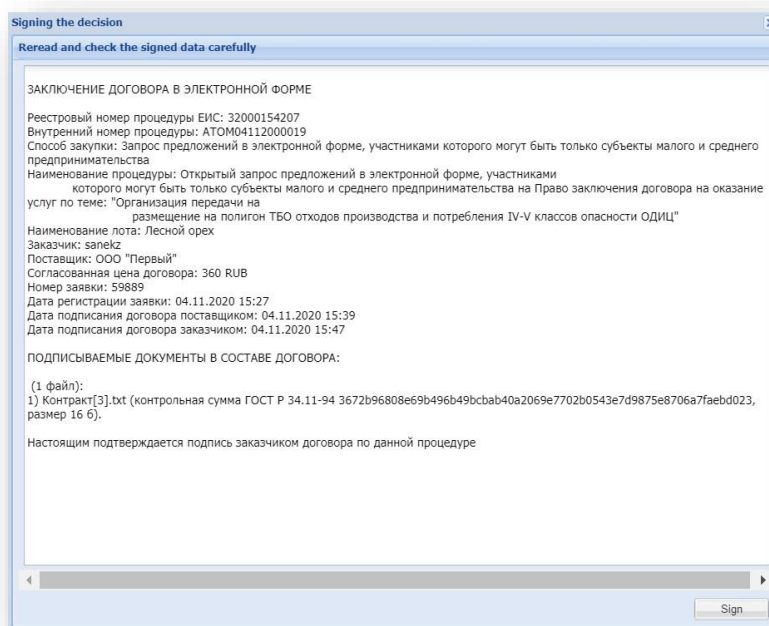 Signing the decision
Reread and check the signed data carefully
ЗАКЛЮЧЕНИЕ ДОГОВОРА В ЭЛЕКТРОННОЙ ФОРМЕ
Реестровый номер процедуры ЕИС: 32000154207
Внутренний номер процедуры: ATOM04112000019
Способ закупки: Запрос предложений в электронной форме, участниками которого могут быть только субъекты малого и среднего
предпринимательства
Наименование процедуры: Открытый запрос предложений в электронной форме, участниками
которого могут быть только субъекты малого и среднего предпринимательства на Право заключения договора на оказание
услуг по теме: "Организация передачи на
размещение на полигон ТБО отходов производства и потребления IV-V классов опасности ОДИЦ"
Наименование лота: Лесной орех
Заказчик: sanekz
Поставщик: ООО "Первый"
Согласованная цена договора: 360 RUB
Номер заявки: 59889
Дата регистрации заявки: 04.11.2020 15:27
Дата подписания договора поставщиком: 04.11.2020 15:39
Дата подписания договора заказчиком: 04.11.2020 15:47
ПОДПИСЫВАЕМЫЕ ДОКУМЕНТЫ В СОСТАВЕ ДОГОВОРА:
(1 файл):
1) Контракт[3].txt (контрольная сумма ГОСТ Р 34.11-94 3672b96808e69b496b49bcbab40a2069e7702b0543e7d9875e8706a7faebd023,
размер 16 б).
Настоящим подтверждается подпись заказчиком договора по данной процедуре
Sign